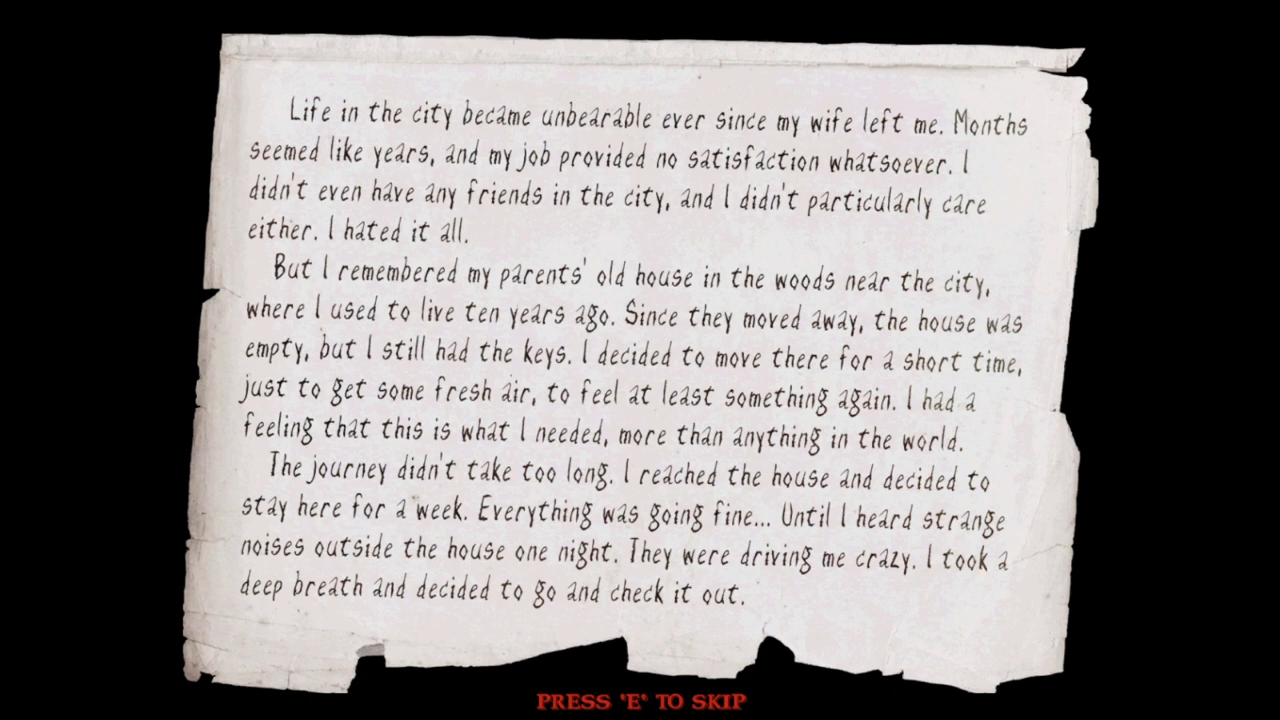 Life in the city became unbearable ever since my wife left me. Months
seemed like years, and my job provided no satisfaction whatsoever. I
didn't even have any friends in the city, and I didn't particularly care
either. I hated it all.
But I remembered my parents' old house in the woods near the city,
where I used to live ten years ago. Since they moved away, the house was
empty, but I still had the keys. I decided to move there for a short time,
just to get some fresh air, to feel at least something again. I had a
feeling that this is what I needed, more than anything in the world.
The journey didn't take too long. I reached the house and decided to
stay here for a week. Everything was going fine... Until I heard strange
noises outside the house one night. They were driving me crazy. I took a
deep breath and decided to go and check it out.
PRESS 'E' TO SKIP